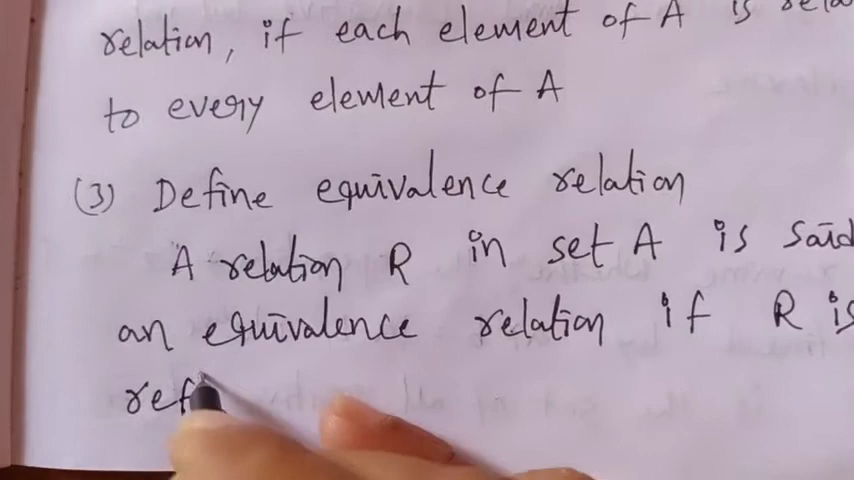 relation, if each element of A is rela
to every element of A
(3) Define equivalence relation
A relation R in set A is said
an equivalence relation if R is
ref